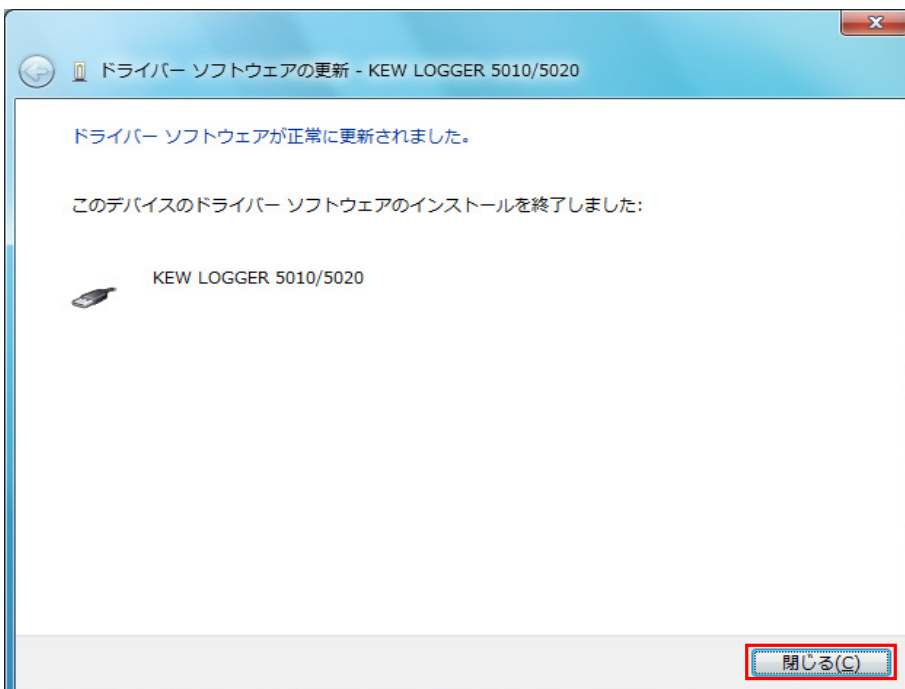 ドライバー ソフトウェアの更新 - KEW LOGGER 5010/5020
ドライバー ソフトウェアが正常に更新されました。
このデバイスのドライバー ソフトウェアのインストールを終了しました:
KEW LOGGER 5010/5020
閉じる(C)